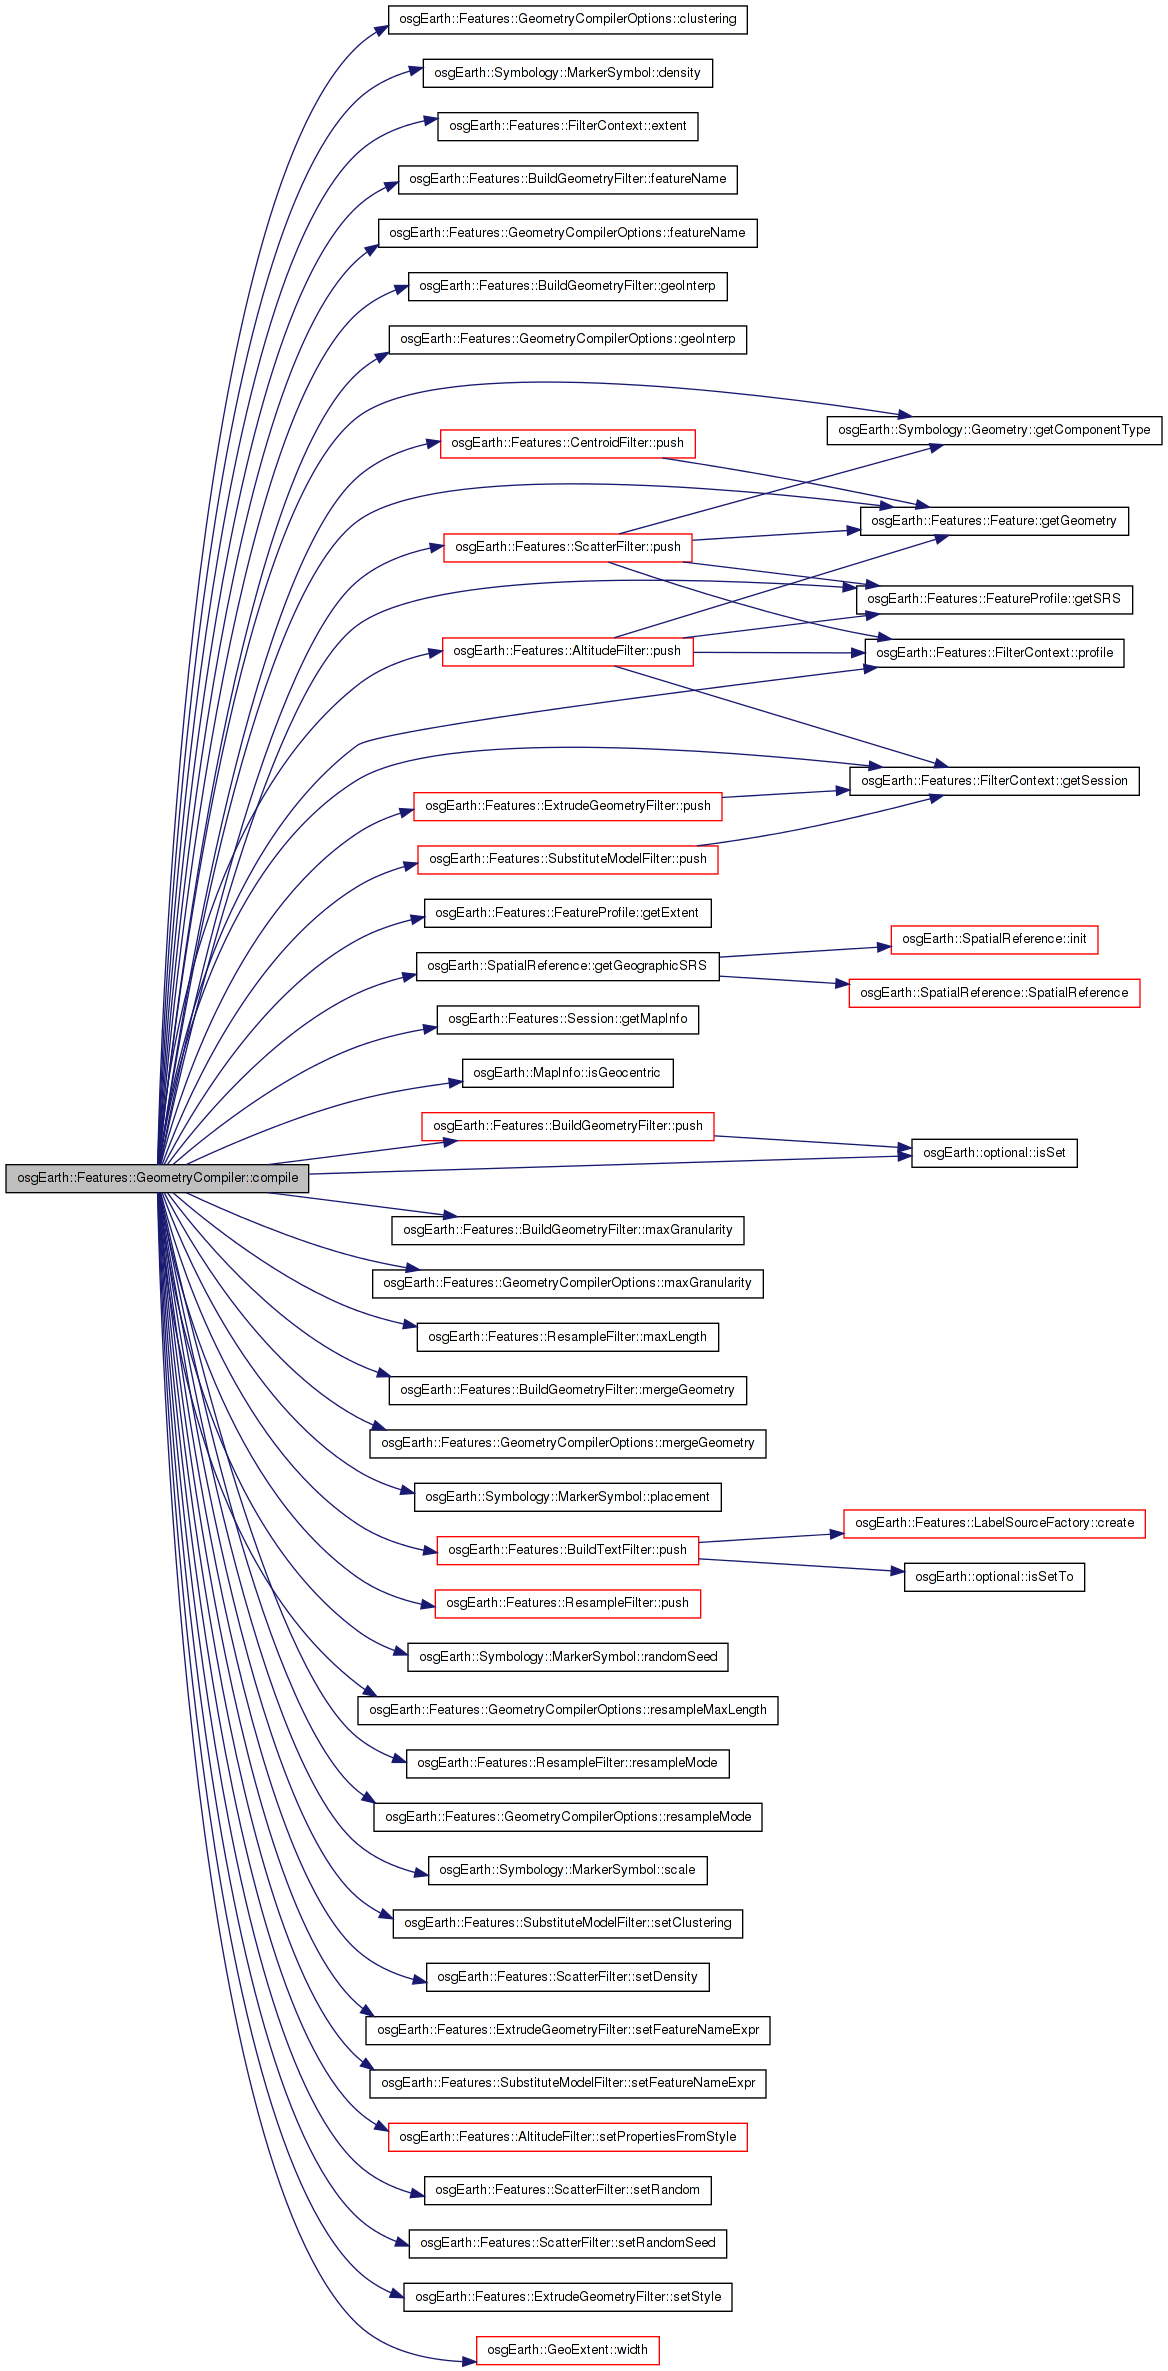 osgEarth::Features::GeometryCompilerOptions::clustering
osgEarth::Symbology::MarkerSymbol::density
osgEarth::Features::FilterContext::extent
osgEarth::Features::BuildGeometryFilter::featureName
osgEarth::Features::GeometryCompilerOptions::featureName
osgEarth::Features::BuildGeometryFilter::geoInterp
osgEarth::Features::GeometryCompilerOptions::geoInterp
osgEarth::Symbology::Geometry::getComponentType
osgEarth::Features::CentroidFilter::push
osgEarth::Features::Feature::getGeometry
osgEarth::Features::ScatterFilter::push
osgEarth::Features::FeatureProfile::getSRS
osgEarth::Features::AltitudeFilter::push
osgEarth::Features::FilterContext::profile
osgEarth::Features::FilterContext::getSession
osgEarth::Features::ExtrudeGeometryFilter::push
osgEarth::Features::SubstituteModelFilter::push
osgEarth::Features::FeatureProfile::getExtent
osgEarth::SpatialReference::init
osgEarth::SpatialReference::getGeographicSRS
osgEarth::SpatialReference::SpatialReference
osgEarth::Features::Session::getMapInfo
osgEarth::MapInfo::isGeocentric
osgEarth::Features::BuildGeometryFilter::push
osgEarth::optional::isSet
osgEarth::Features::GeometryCompiler::compile
osgEarth::Features::BuildGeometryFilter::maxGranularity
osgEarth::Features::GeometryCompilerOptions::maxGranularity
osgEarth::Features::ResampleFilter::maxLength
osgEarth::Features::BuildGeometryFilter::mergeGeometry
osgEarth::Features::GeometryCompilerOptions::mergeGeometry
osgEarth::Symbology::MarkerSymbol::placement
osgEarth::Features::LabelSourceFactory::create
osgEarth::Features::BuildTextFilter::push
osgEarth::optional::isSetTo
osgEarth::Features::ResampleFilter::push
osgEarth::Symbology::MarkerSymbol::randomSeed
osgEarth::Features::GeometryCompilerOptions::resampleMaxLength
osgEarth::Features::ResampleFilter::resampleMode
osgEarth::Features::GeometryCompilerOptions::resampleMode
osgEarth::Symbology::MarkerSymbol::scale
osgEarth::Features::SubstituteModelFilter::setClustering
osgEarth::Features::ScatterFilter::setDensity
osgEarth::Features::ExtrudeGeometryFilter::setFeatureNameExpr
osgEarth::Features::SubstituteModelFilter::setFeatureNameExpr
osgEarth::Features::AltitudeFilter::setPropertiesFromStyle
osgEarth::Features::ScatterFilter::setRandom
osgEarth::Features::ScatterFilter::setRandomSeed
osgEarth::Features::ExtrudeGeometryFilter::setStyle
osgEarth::GeoExtent::width